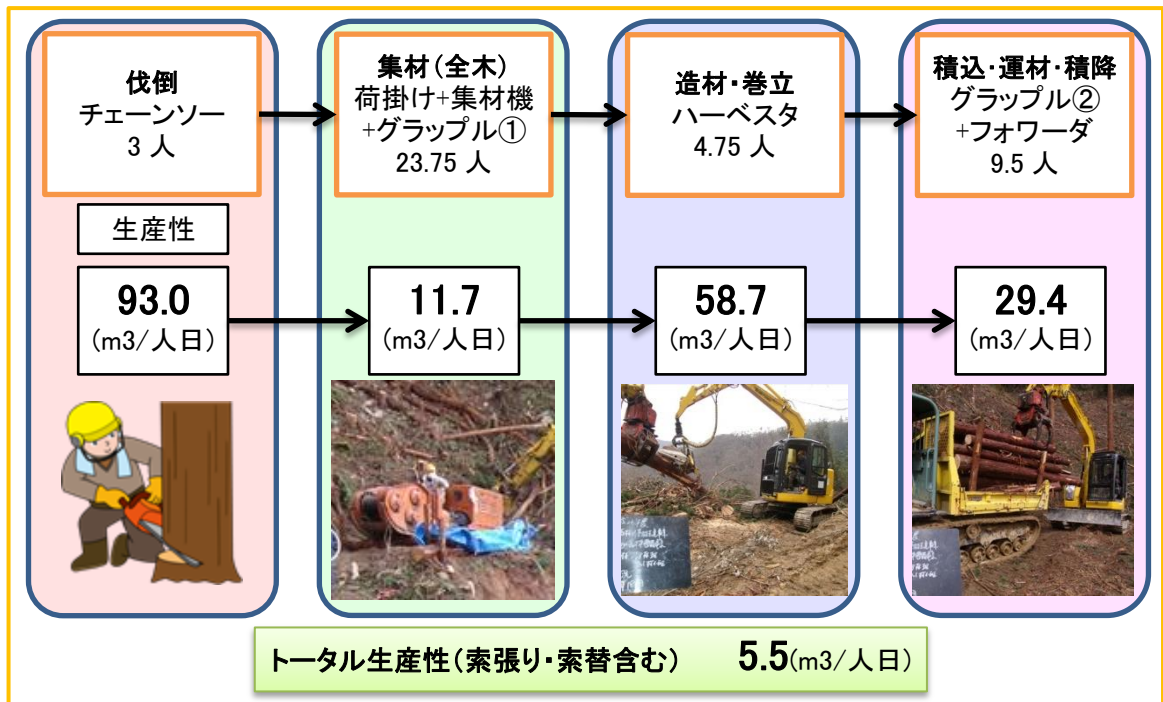 伐倒
チェーンソー
3 人
集材(全木)
荷掛け+集材機
+グラップル①
23.75 人
造材・巻立
ハーベスタ
4.75 人
積込・運材・積降
グラップル②
+フォワーダ
9.5 人
生産性
93.0
(m3/人日)
11.7
(m3/人日)
58.7
(m3/人日)
29.4
(m3/人日)
トータル生産性(索張り・索替含む) 5.5(m3/人日)